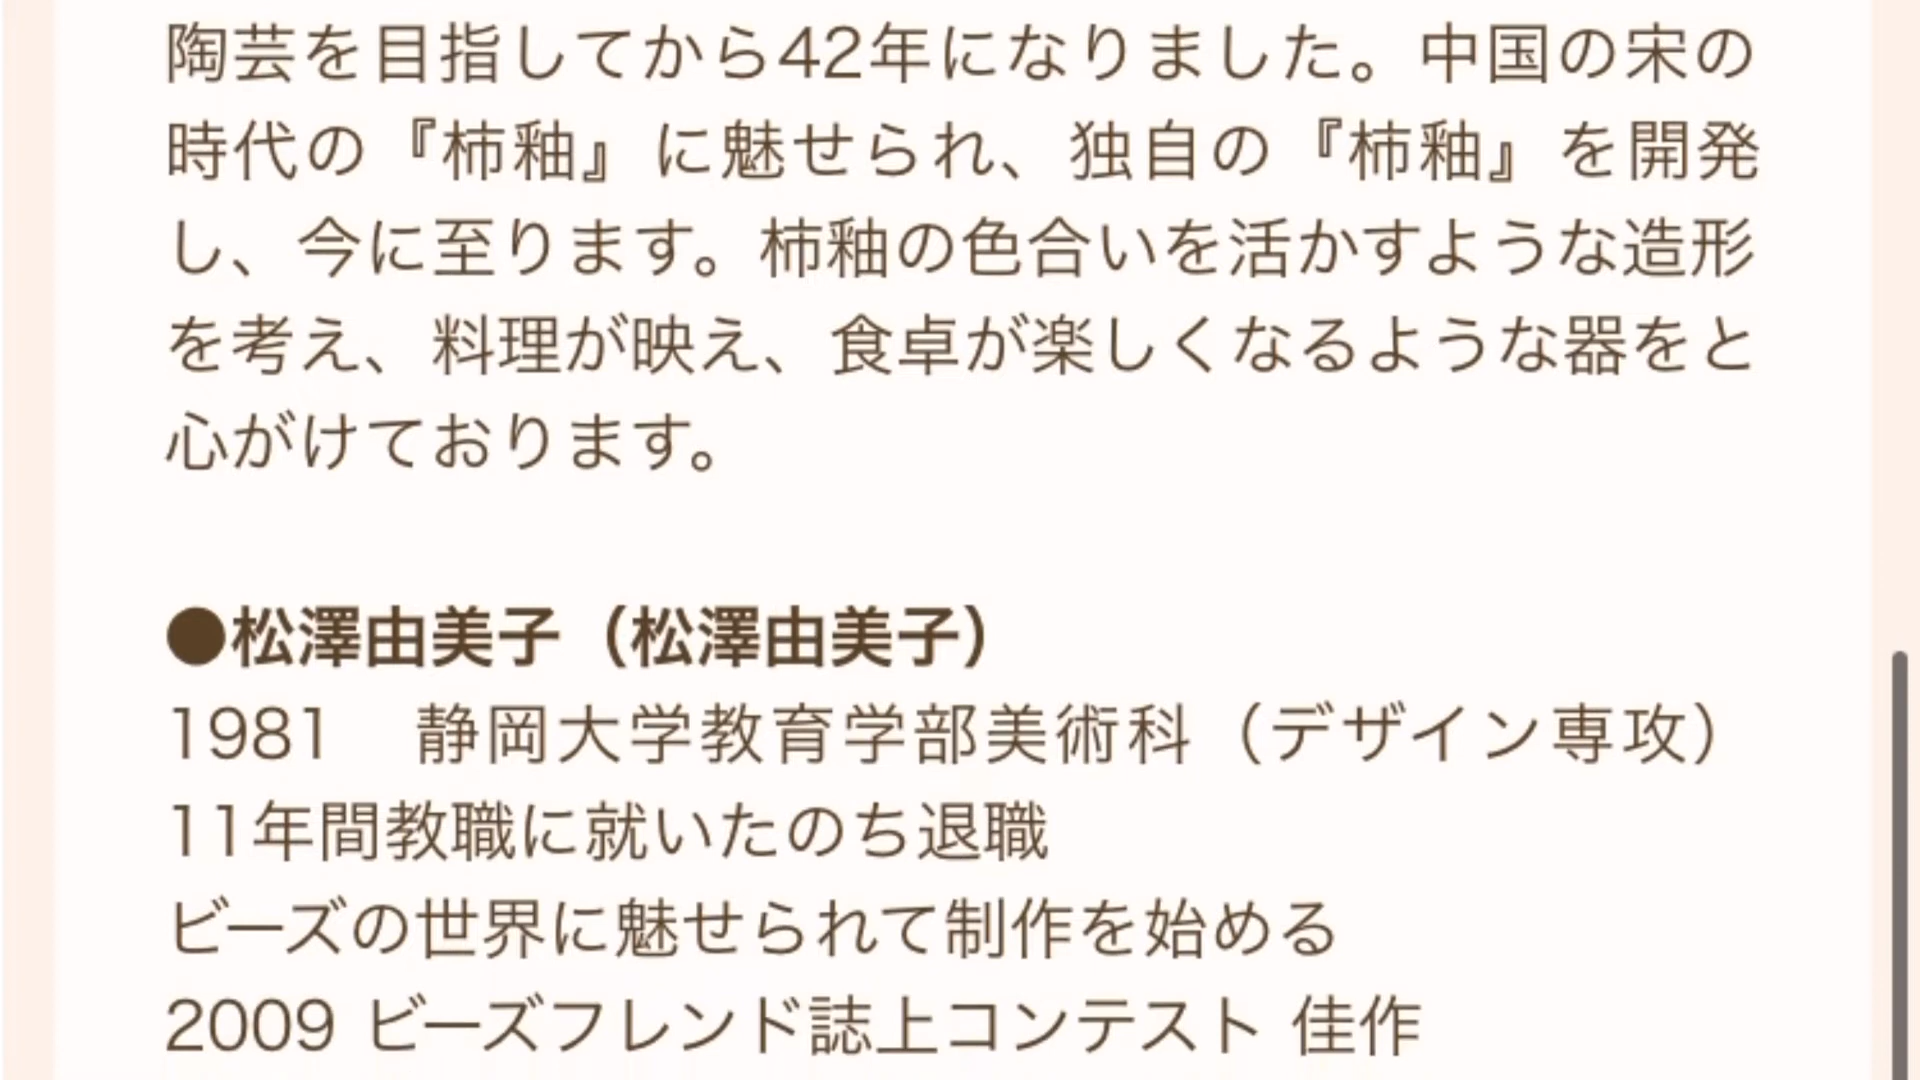 陶芸を目指してから42年になりました。中国の宋の
時代の『柿釉』に魅せられ、独自の『柿釉』を開発
し、今に至ります。柿釉の色合いを活かすような造形
を考え、料理が映え、食卓が楽しくなるような器をと
心がけております。
●松澤由美子（松澤由美子）
1981　静岡大学教育学部美術科（デザイン専攻）
11年間教職に就いたのち退職
ビーズの世界に魅せられて制作を始める
2009 ビーズフレンド誌上コンテスト 佳作